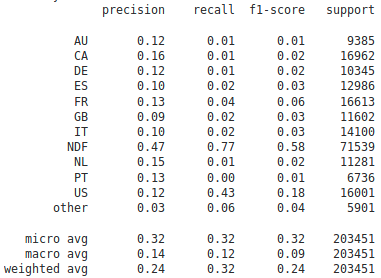 precision recall f1-score support
AU 0.12 0.01 0.01 9385
CA 0.16 0.01 0.02 16962
DE 0.12 0.01 0.02 10345
ES 0.10 0.02 0.03 12986
FR 0.13 0.04 0.06 16613
GB 0.09 0.02 0.03 11602
IT 0.10 0.02 0.03 14100
NDF 0.47 0.77 0.58 71539
NL 0.15 0.01 0.02 11281
PT 0.13 0.00 0.01 6736
US 0.12 0.43 0.18 16001
other 0.03 0.06 0.04 5901
micro avg 0.32 0.32 0.32 203451
macro avg 0.14 0.12 0.09 203451
weighted avg 0.24 0.32 0.24 203451